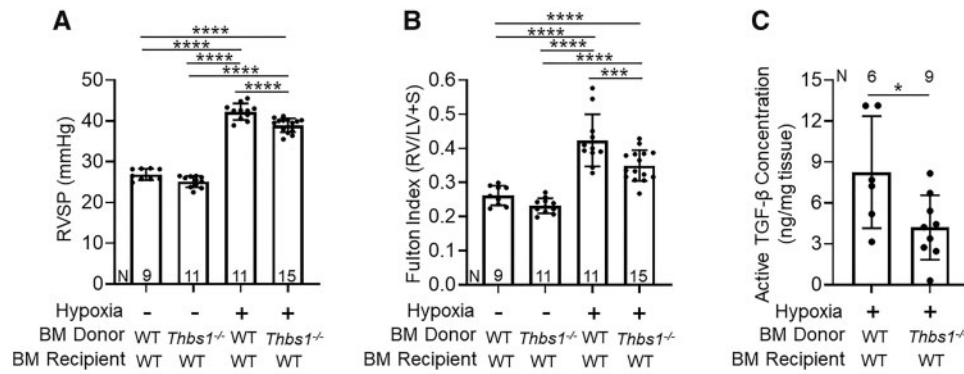 A
****
****
****
****
****
RVSP (mmHg)
50
40
30
20
10
0
N 9 11 11 15
Hypoxia - - + +
BM Donor WT Thbs1-/- WT Thbs1-/-
BM Recipient WT WT WT WT
B
****
****
****
****
***
Fulton Index (RV/LV+S)
0.6
0.5
0.4
0.3
0.2
0.1
0.0
N 9 11 11 15
Hypoxia - - + +
BM Donor WT Thbs1-/- WT Thbs1-/-
BM Recipient WT WT WT WT
C
N 6 9
*
Active TGF-β Concentration
(ng/mg tissue)
15
12
9
6
3
0
Hypoxia + +
BM Donor WT Thbs1-/-
BM Recipient WT WT